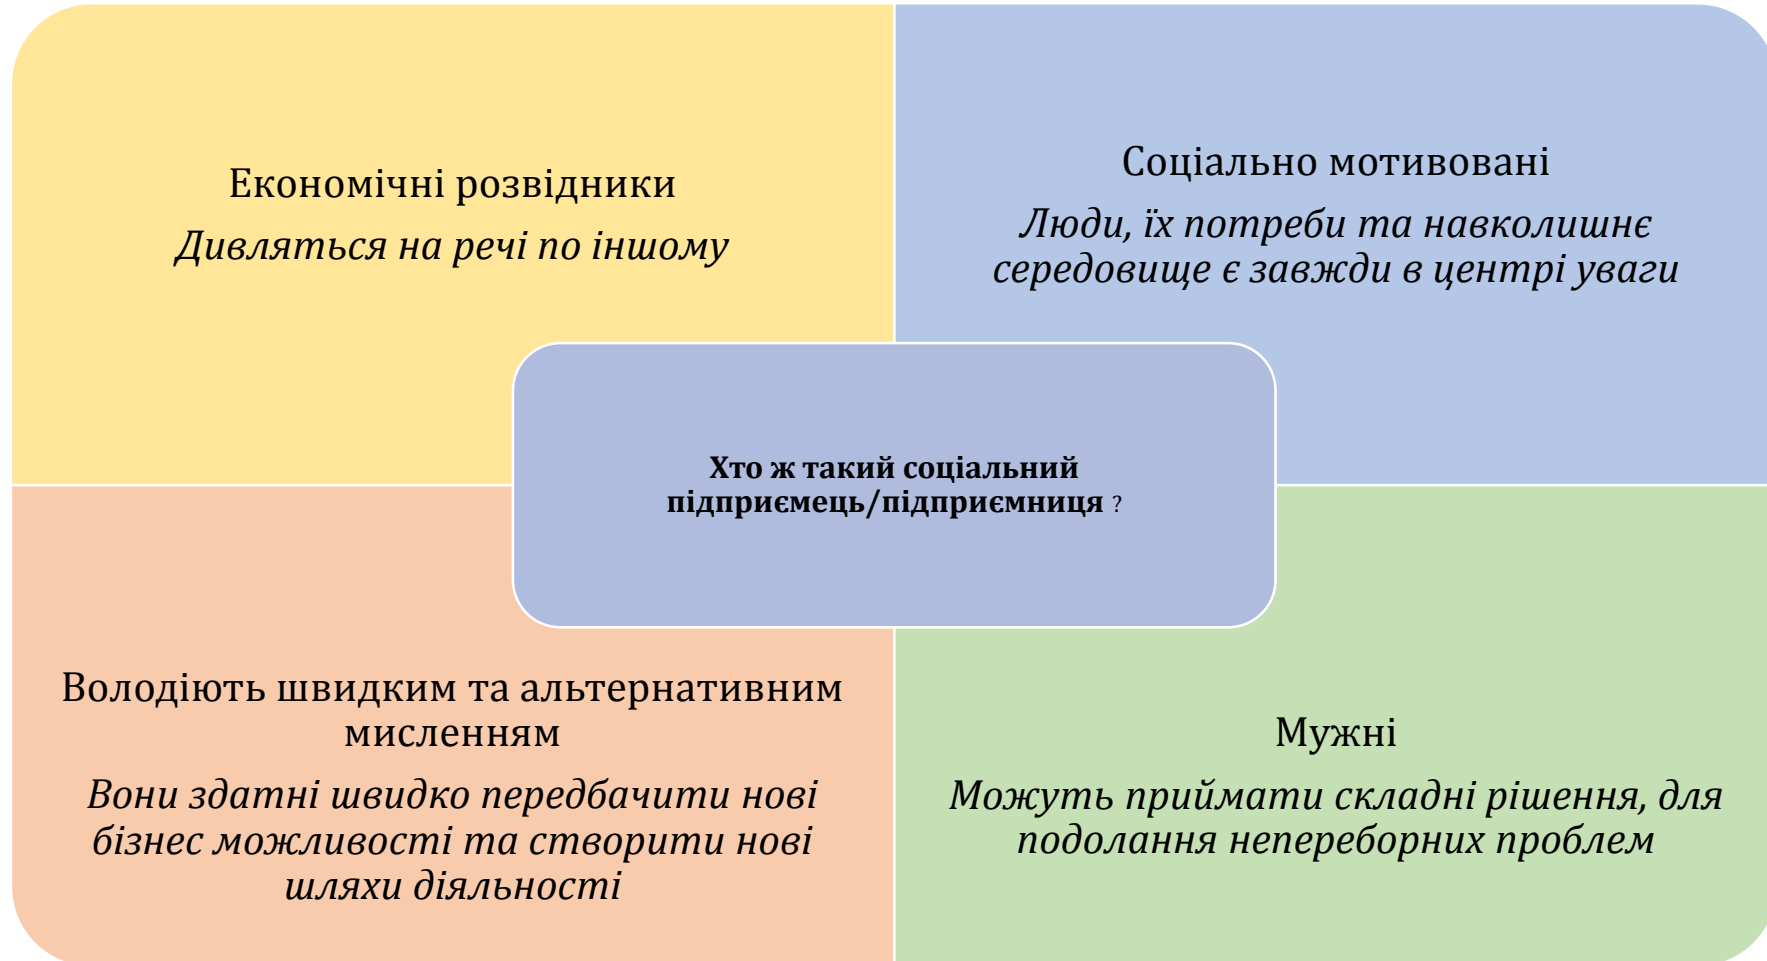 Економічні розвідники
Дивляться на речі по іншому
Соціально мотивовані
Люди, їх потреби та навколишнє
середовище є завжди в центрі уваги
Хто ж такий соціальний
підприємець/підприємниця ?
Володіють швидким та альтернативним
мисленням
Вони здатні швидко передбачити нові
бізнес можливості та створити нові
шляхи діяльності
Мужні
Можуть приймати складні рішення, для
подолання непереборних проблем